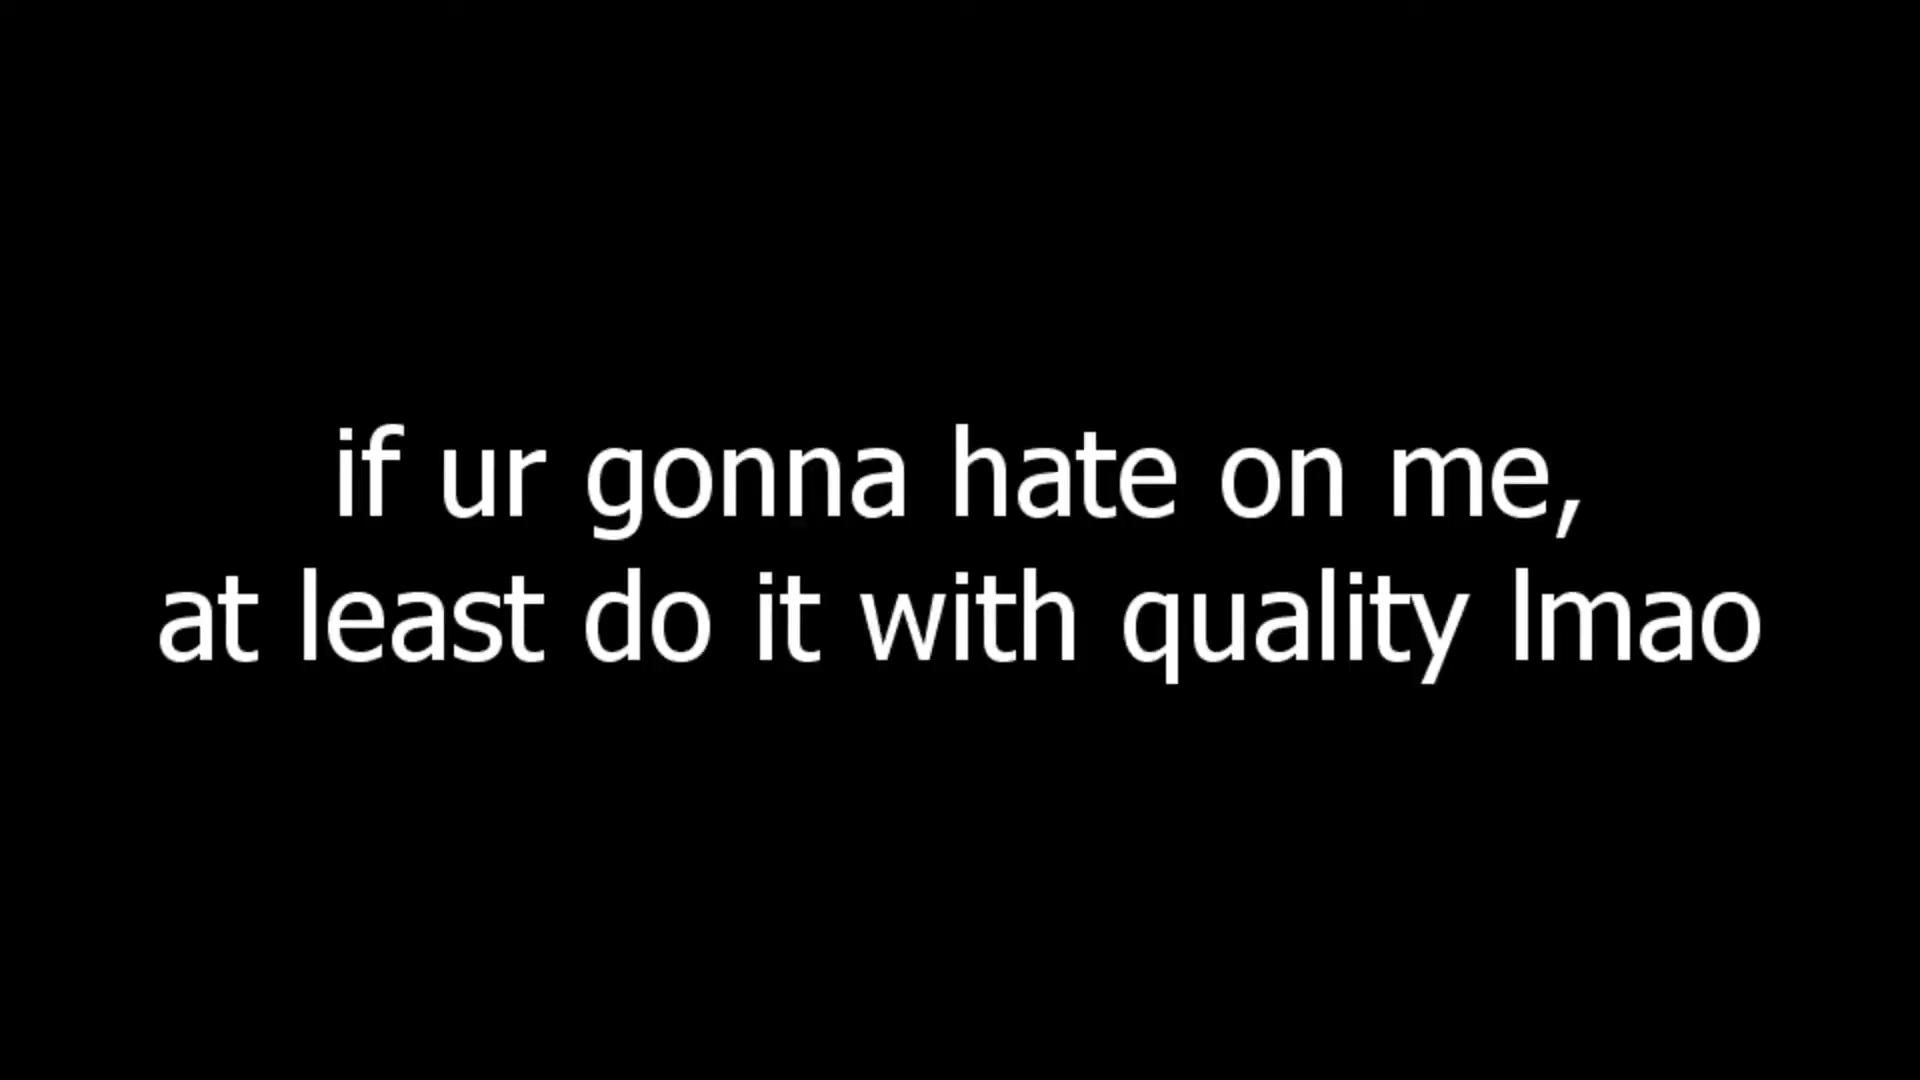 if ur gonna hate on me,
at least do it with quality lmao